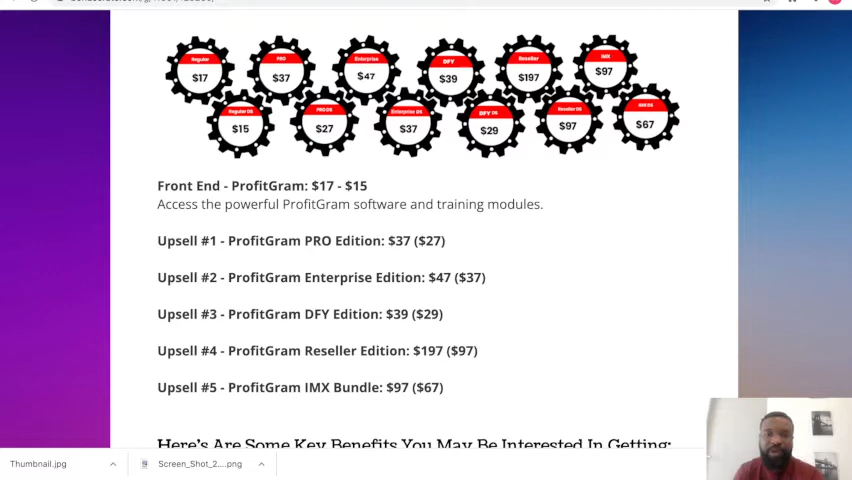 Regular
$17
PRO
$37
Enterprise
$47
DFY
$39
Reseller
$197
IMX
$97
Regular DS
$15
PRO DS
$27
Enterprise DS
$37
DFY DS
$29
Reseller DS
$97
IMX DS
$67
Front End - ProfitGram: $17 - $15
Access the powerful ProfitGram software and training modules.
Upsell #1 - ProfitGram PRO Edition: $37 ($27)
Upsell #2 - ProfitGram Enterprise Edition: $47 ($37)
Upsell #3 - ProfitGram DFY Edition: $39 ($29)
Upsell #4 - ProfitGram Reseller Edition: $197 ($97)
Upsell #5 - ProfitGram IMX Bundle: $97 ($67)
Here's Are Some Key Benefits You May Be Interested In Getting:
Thumbnail.jpg
Screen_Shot_2....png